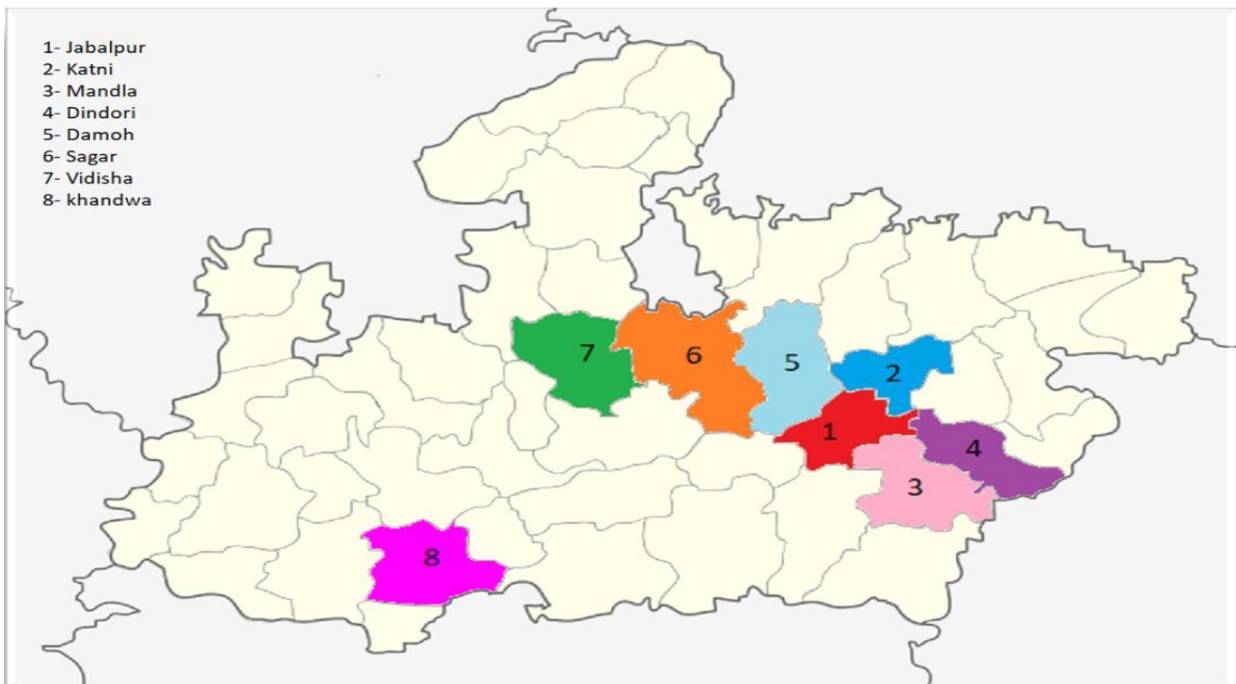 1- Jabalpur
2- Katni
3- Mandla
4- Dindori
5- Damoh
6- Sagar
7- Vidisha
8- khandwa
7
6
5
2
1
4
3
8